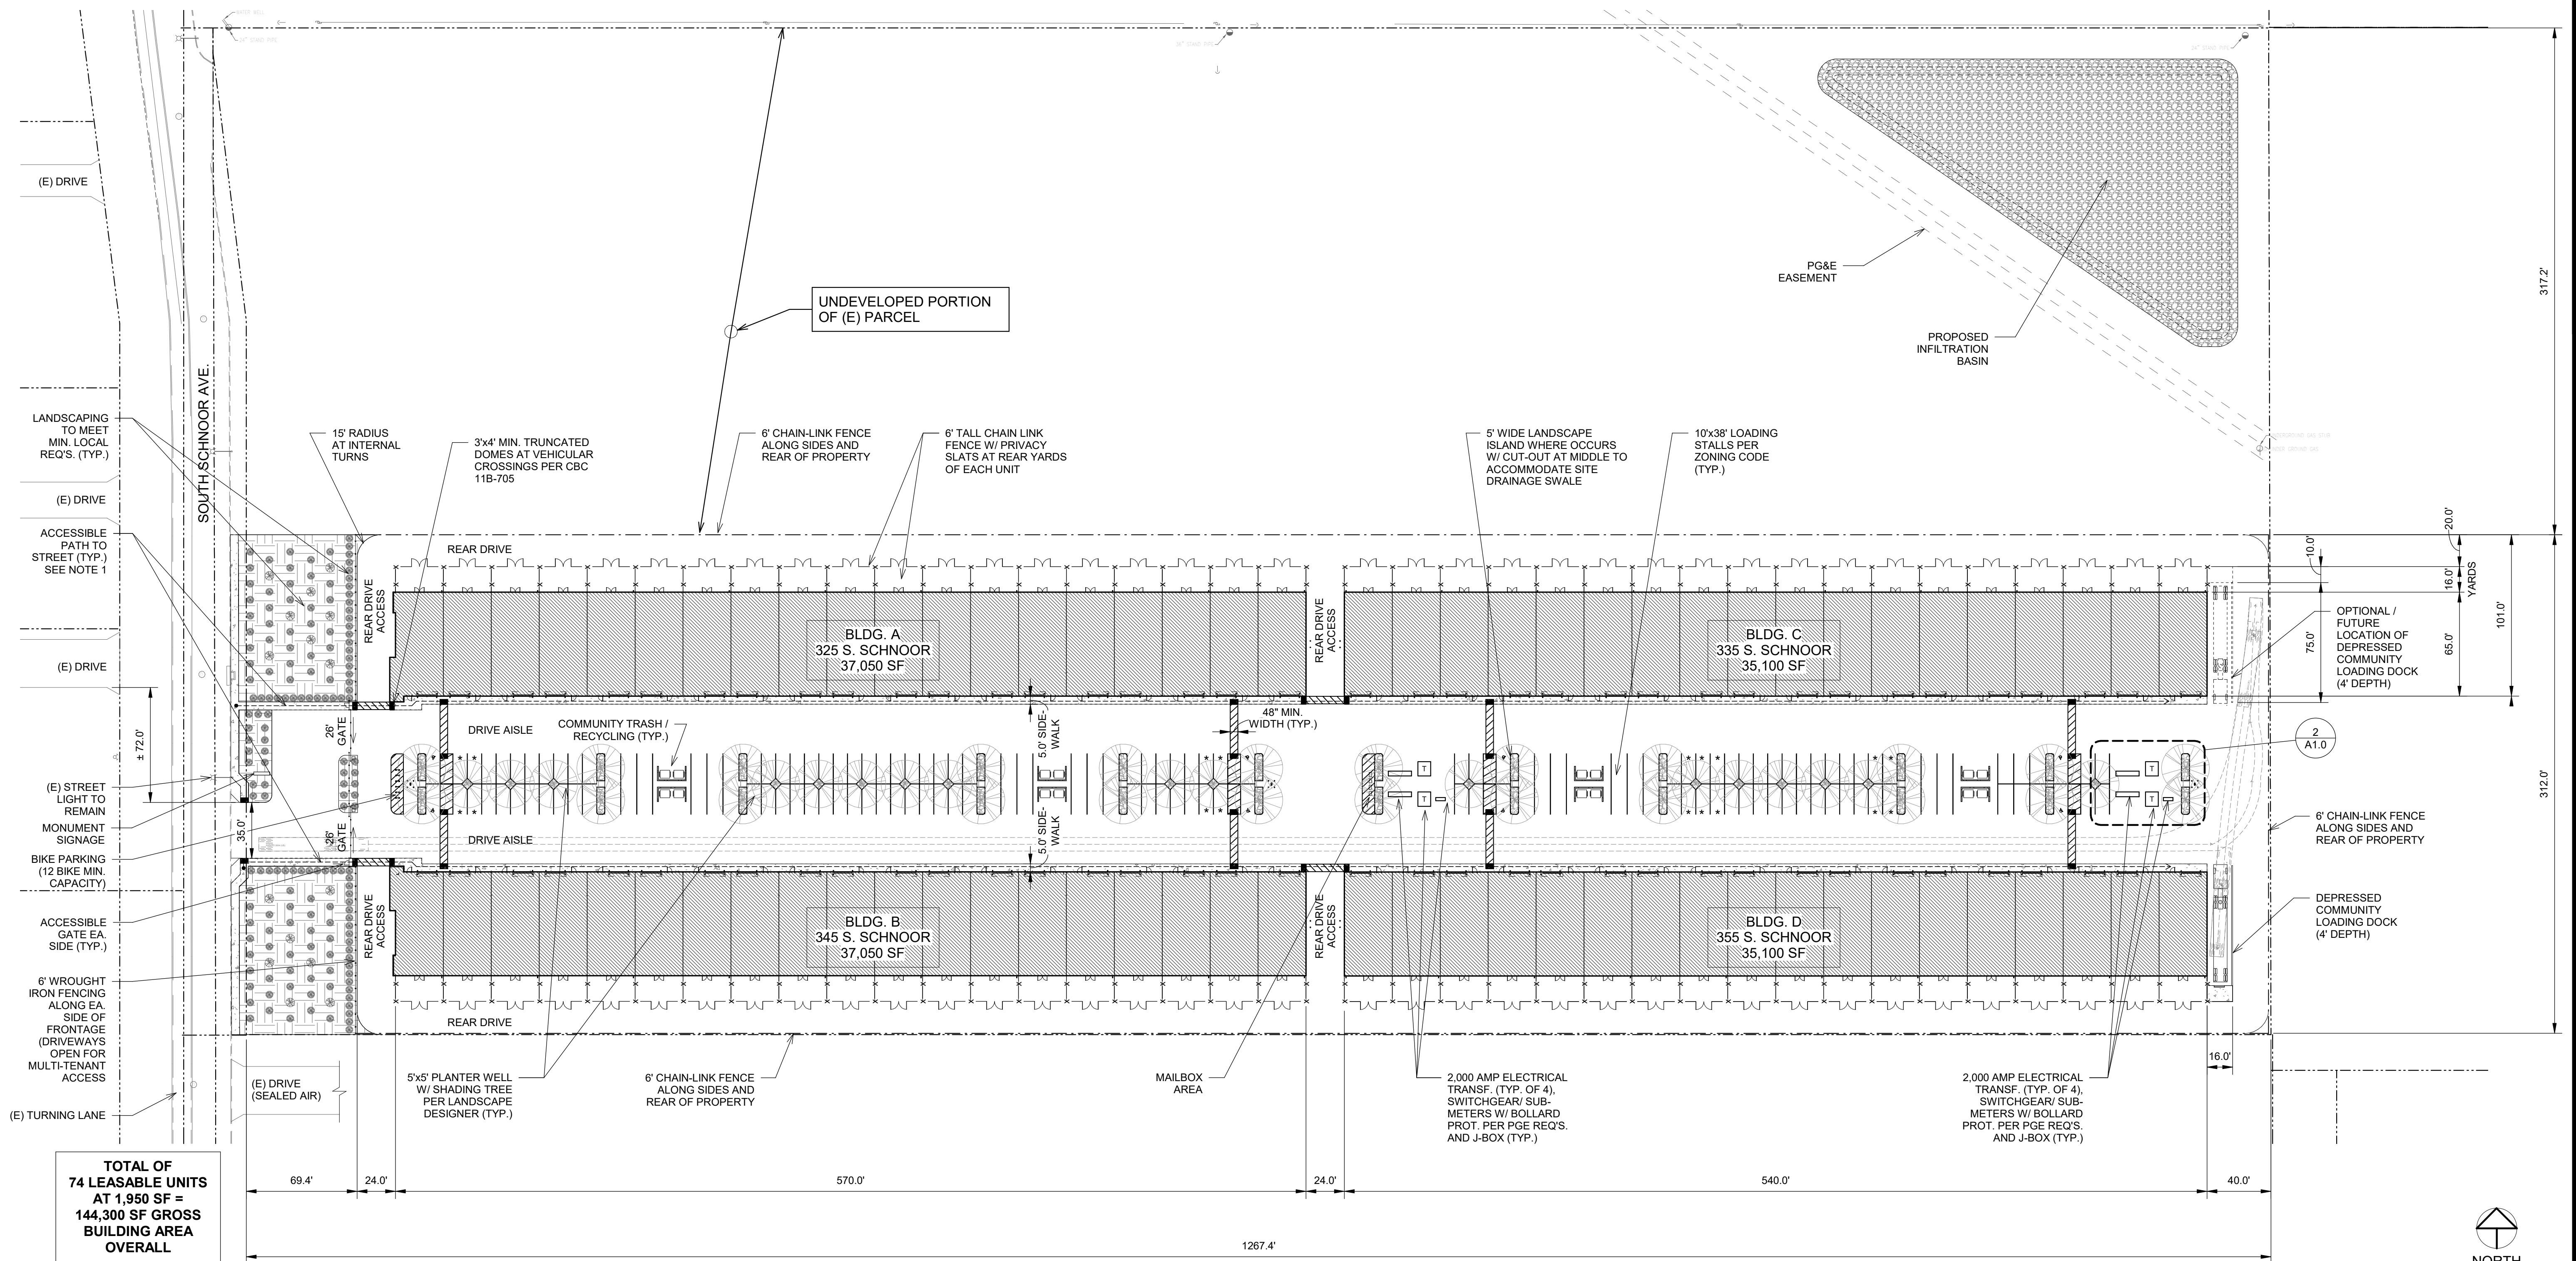 WATER WELL
24" STAND PIPE
36" STAND PIPE
24" STAND PIPE
(E) DRIVE
317.2'
PG&E
EASEMENT
UNDEVELOPED PORTION
OF (E) PARCEL
PROPOSED
INFILTRATION
BASIN
SOUTH SCHNOOR AVE.
LANDSCAPING
TO MEET
MIN. LOCAL
REQ'S. (TYP.)
15' RADIUS
AT INTERNAL
TURNS
3'x4' MIN. TRUNCATED
DOMES AT VEHICULAR
CROSSINGS PER CBC
11B-705
6' CHAIN-LINK FENCE
ALONG SIDES AND
REAR OF PROPERTY
6' TALL CHAIN LINK
FENCE W/ PRIVACY
SLATS AT REAR YARDS
OF EACH UNIT
5' WIDE LANDSCAPE
ISLAND WHERE OCCURS
W/ CUT-OUT AT MIDDLE TO
ACCOMMODATE SITE
DRAINAGE SWALE
10'x38' LOADING
STALLS PER
ZONING CODE
(TYP.)
(E) DRIVE
ACCESSIBLE
PATH TO
STREET (TYP.)
SEE NOTE 1
REAR DRIVE
REAR DRIVE
ACCESS
REAR DRIVE
ACCESS
BLDG. A
325 S. SCHNOOR
37,050 SF
BLDG. C
335 S. SCHNOOR
35,100 SF
20.0'
10.0'
16.0'
YARDS
101.0'
75.0'
65.0'
OPTIONAL /
FUTURE
LOCATION OF
DEPRESSED
COMMUNITY
LOADING DOCK
(4' DEPTH)
(E) DRIVE
± 72.0'
26'
GATE
DRIVE AISLE
COMMUNITY TRASH /
RECYCLING (TYP.)
5.0' SIDE-
WALK
48" MIN.
WIDTH (TYP.)
2
A1.0
T
T
T
T
312.0'
(E) STREET
LIGHT TO
REMAIN
MONUMENT
SIGNAGE
BIKE PARKING
(12 BIKE MIN.
CAPACITY)
35.0'
26'
GATE
DRIVE AISLE
5.0' SIDE-
WALK
6' CHAIN-LINK FENCE
ALONG SIDES AND
REAR OF PROPERTY
ACCESSIBLE
GATE EA.
SIDE (TYP.)
REAR DRIVE
ACCESS
REAR DRIVE
ACCESS
BLDG. B
345 S. SCHNOOR
37,050 SF
BLDG. D
355 S. SCHNOOR
35,100 SF
DEPRESSED
COMMUNITY
LOADING DOCK
(4' DEPTH)
6' WROUGHT
IRON FENCING
ALONG EA.
SIDE OF
FRONTAGE
(DRIVEWAYS
OPEN FOR
MULTI-TENANT
ACCESS
REAR DRIVE
(E) TURNING LANE
(E) DRIVE
(SEALED AIR)
5'x5' PLANTER WELL
W/ SHADING TREE
PER LANDSCAPE
DESIGNER (TYP.)
6' CHAIN-LINK FENCE
ALONG SIDES AND
REAR OF PROPERTY
MAILBOX
AREA
2,000 AMP ELECTRICAL
TRANSF. (TYP. OF 4),
SWITCHGEAR/ SUB-
METERS W/ BOLLARD
PROT. PER PGE REQ'S.
AND J-BOX (TYP.)
2,000 AMP ELECTRICAL
TRANSF. (TYP. OF 4),
SWITCHGEAR/ SUB-
METERS W/ BOLLARD
PROT. PER PGE REQ'S.
AND J-BOX (TYP.)
16.0'
TOTAL OF
74 LEASABLE UNITS
AT 1,950 SF =
144,300 SF GROSS
BUILDING AREA
OVERALL
69.4'
24.0'
570.0'
24.0'
540.0'
40.0'
1267.4'
NORTH